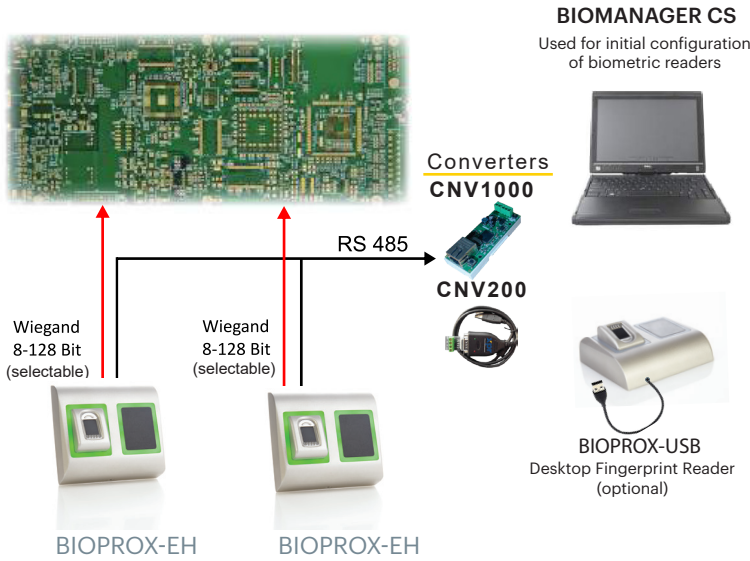 BIOMANAGER CS
Used for initial configuration
of biometric readers
Converters
CNV1000
RS 485
CNV200
Wiegand
8-128 Bit
(selectable)
Wiegand
8-128 Bit
(selectable)
BIOPROX-USB
Desktop Fingerprint Reader
(optional)
BIOPROX-EH
BIOPROX-EH